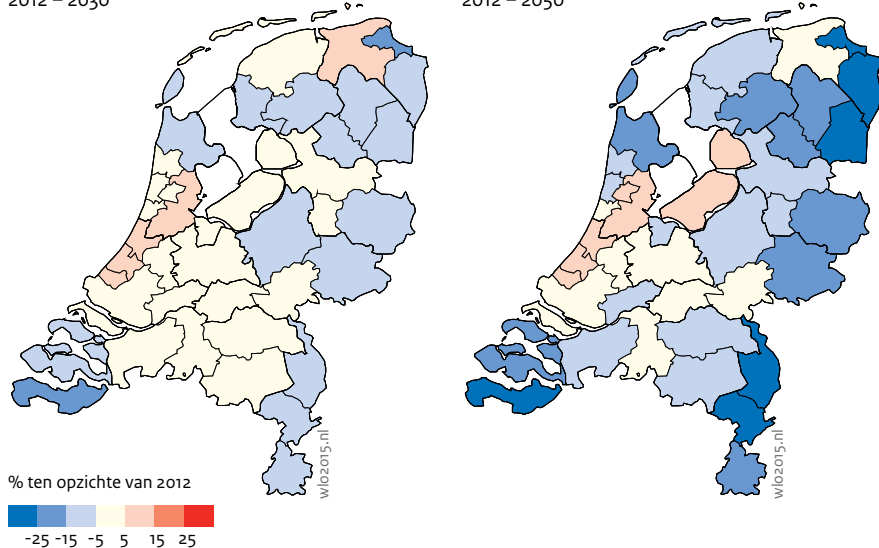 2012 – 2030
2012 – 2050
wlo2015.nl
wlo2015.nl
% ten opzichte van 2012
-25 -15 -5 5 15 25